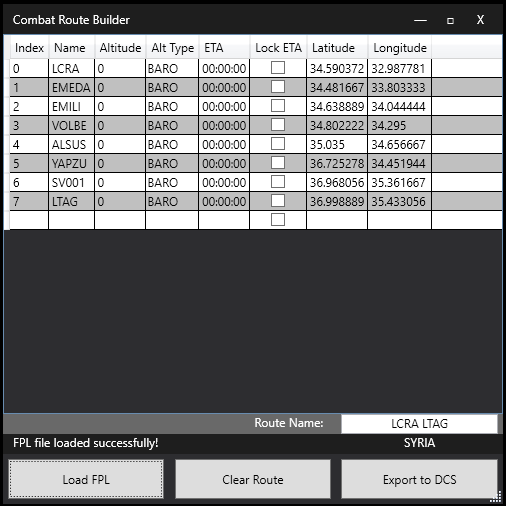 Combat Route Builder
Index Name Altitude Alt Type ETA Lock ETA Latitude Longitude
0 LCRA 0 BARO 00:00:00 34.590372 32.987781
1 EMEDA 0 BARO 00:00:00 34.481667 33.803333
2 EMILI 0 BARO 00:00:00 34.638889 34.044444
3 VOLBE 0 BARO 00:00:00 34.802222 34.295
4 ALSUS 0 BARO 00:00:00 35.035 34.656667
5 YAPZU 0 BARO 00:00:00 36.725278 34.451944
6 SV001 0 BARO 00:00:00 36.968056 35.361667
7 LTAG 0 BARO 00:00:00 36.998889 35.433056
Route Name: LCRA LTAG
FPL file loaded successfully! SYRIA
Load FPL Clear Route Export to DCS